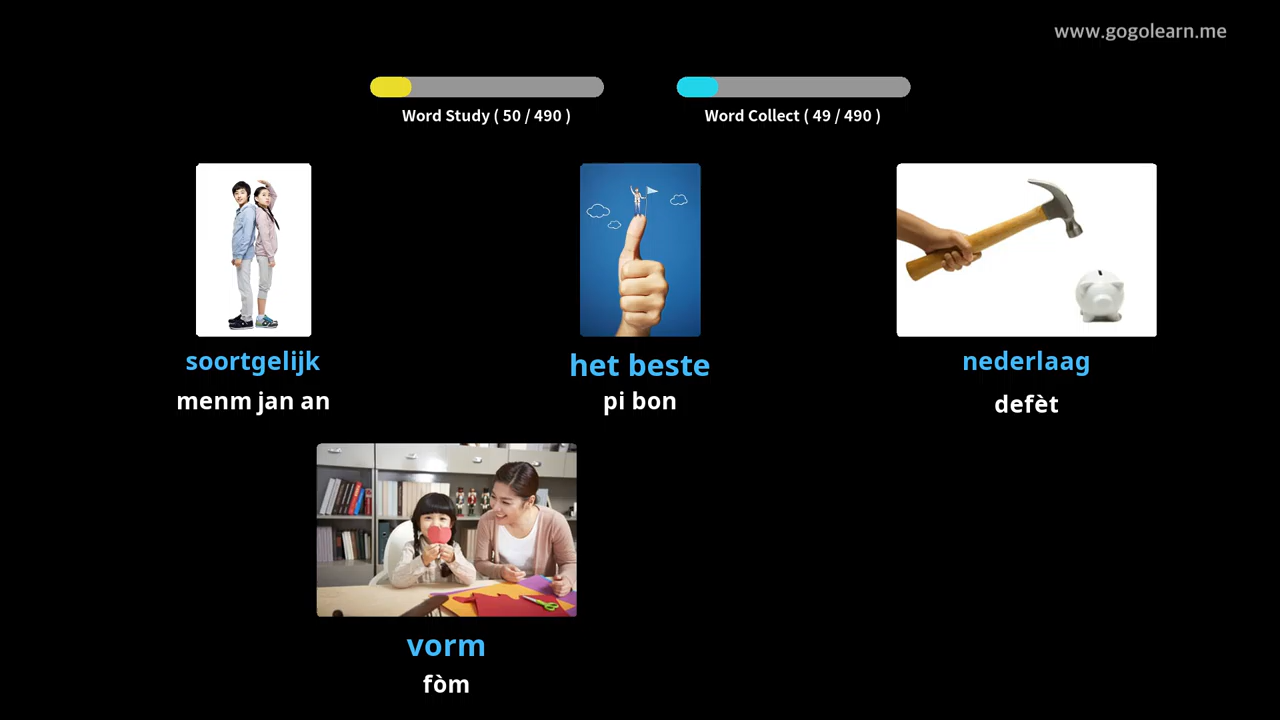 www.gogolearn.me
Word Study ( 50 / 490 )
Word Collect ( 49 / 490 )
soortgelijk
menm jan an
het beste
pi bon
nederlaag
defèt
vorm
fòm